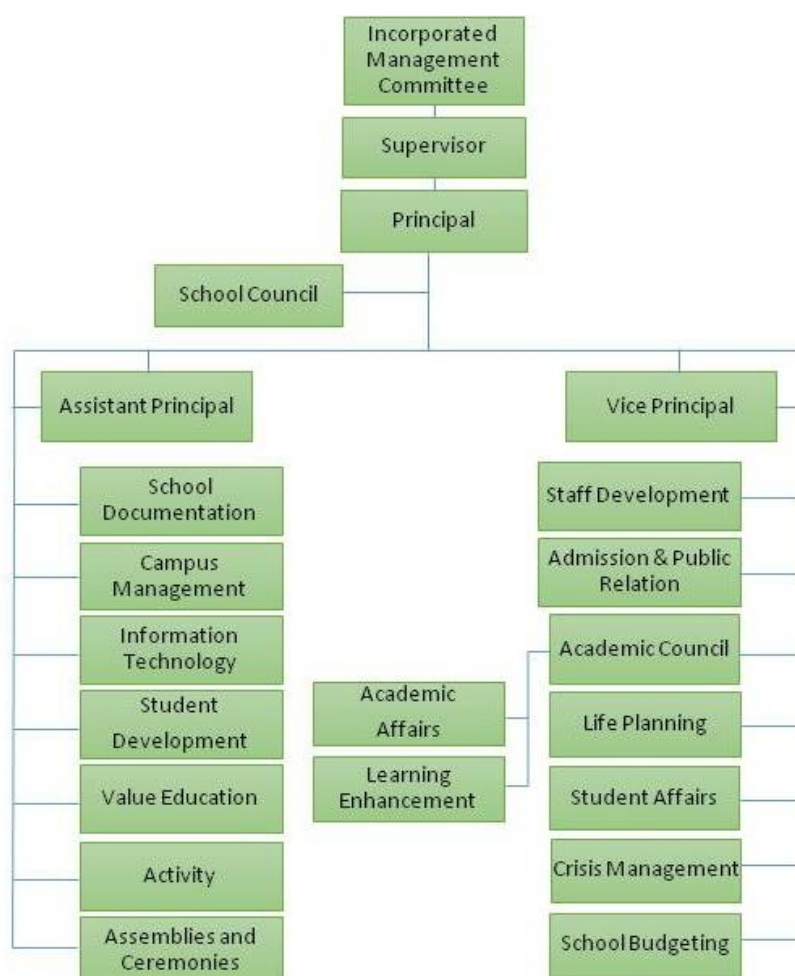 Incorporated
Management
Committee
Supervisor
Principal
School Council
Assistant Principal
Vice Principal
School
Documentation
Campus
Management
Information
Technology
Student
Development
Value Education
Activity
Assemblies and
Ceremonies
Academic
Affairs
Learning
Enhancement
Staff Development
Admission & Public
Relation
Academic Council
Life Planning
Student Affairs
Crisis Management
School Budgeting